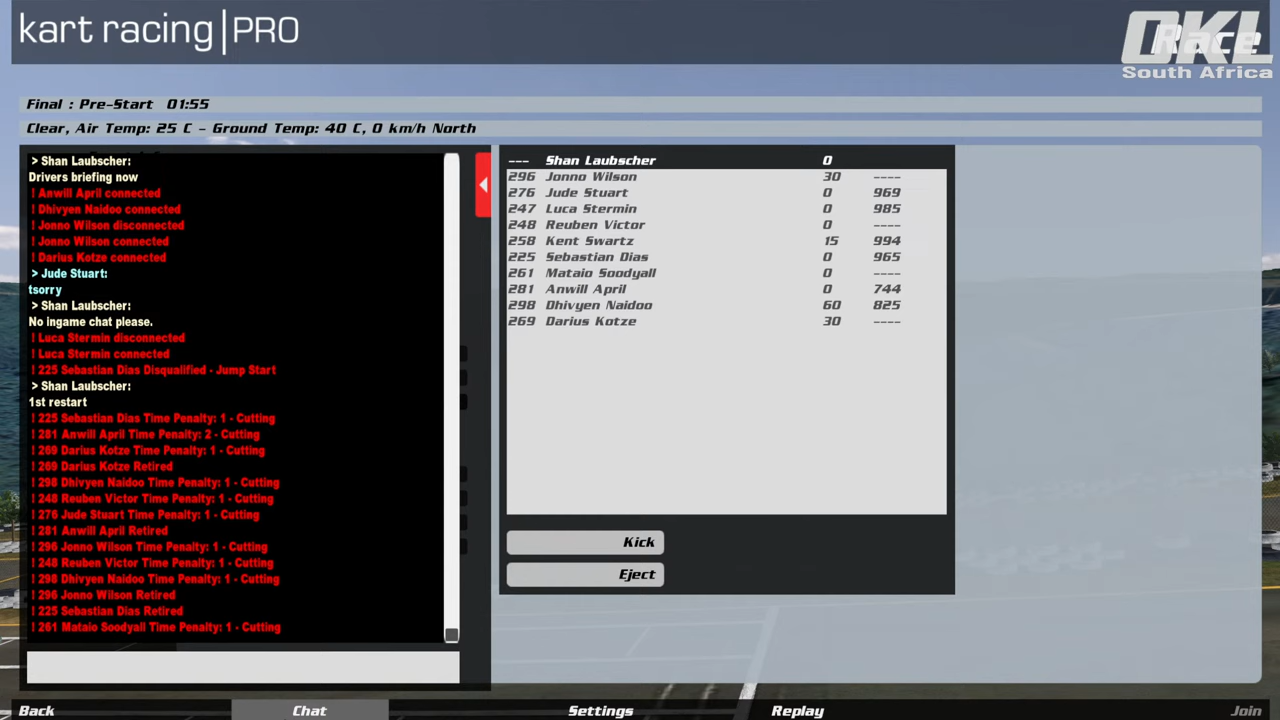 kart racing|PRO
OKL
Race
South Africa
Final : Pre-Start 01:55
Clear, Air Temp: 25 C - Ground Temp: 40 C, 0 km/h North
> Shan Laubscher:
Drivers briefing now
! Anwill April connected
! Dhivyen Naidoo connected
! Jonno Wilson disconnected
! Jonno Wilson connected
! Darius Kotze connected
> Jude Stuart:
tsorry
> Shan Laubscher:
No ingame chat please.
! Luca Stermin disconnected
! Luca Stermin connected
! 225 Sebastian Dias Disqualified - Jump Start
> Shan Laubscher:
1st restart
! 225 Sebastian Dias Time Penalty: 1 - Cutting
! 281 Anwill April Time Penalty: 2 - Cutting
! 269 Darius Kotze Time Penalty: 1 - Cutting
! 269 Darius Kotze Retired
! 298 Dhivyen Naidoo Time Penalty: 1 - Cutting
! 248 Reuben Victor Time Penalty: 1 - Cutting
! 276 Jude Stuart Time Penalty: 1 - Cutting
! 281 Anwill April Retired
! 296 Jonno Wilson Time Penalty: 1 - Cutting
! 248 Reuben Victor Time Penalty: 1 - Cutting
! 298 Dhivyen Naidoo Time Penalty: 1 - Cutting
! 296 Jonno Wilson Retired
! 225 Sebastian Dias Retired
! 261 Mataio Soodyall Time Penalty: 1 - Cutting
--- Shan Laubscher 0
296 Jonno Wilson 30 ----
276 Jude Stuart 0 969
247 Luca Stermin 0 985
248 Reuben Victor 0 ----
258 Kent Swartz 15 994
225 Sebastian Dias 0 965
261 Mataio Soodyall 0 ----
281 Anwill April 0 744
298 Dhivyen Naidoo 60 825
269 Darius Kotze 30 ----
Kick
Eject
Back
Chat
Settings
Replay
Join